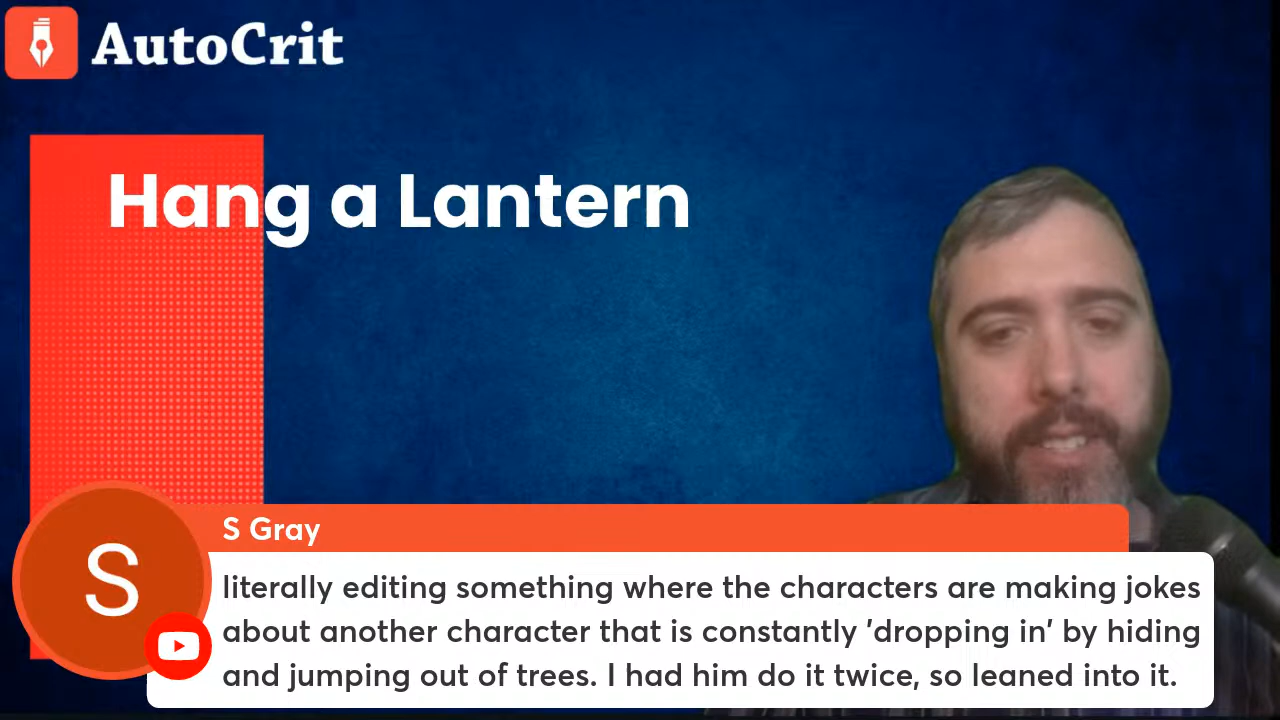 AutoCrit
Hang a Lantern
S Gray
S
literally editing something where the characters are making jokes
about another character that is constantly 'dropping in' by hiding
and jumping out of trees. I had him do it twice, so leaned into it.